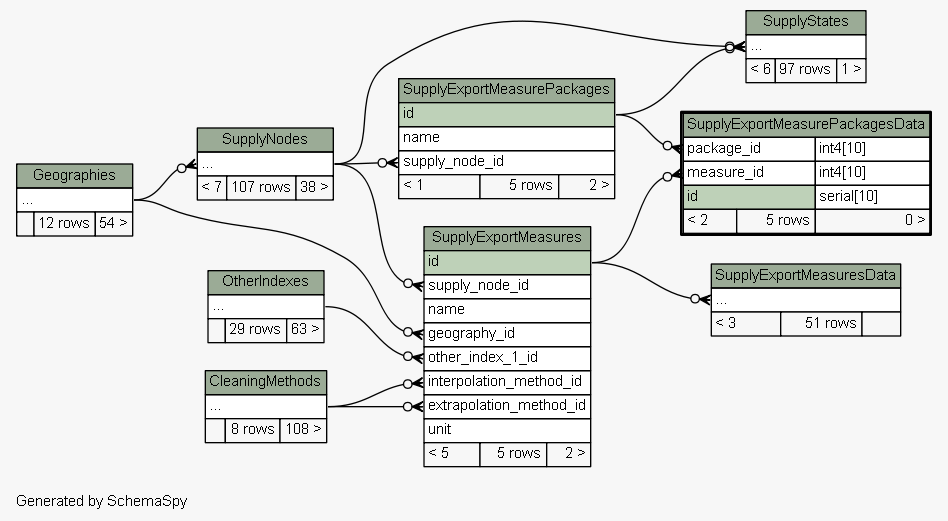 SupplyStates
...
< 6 97 rows 1 >
SupplyExportMeasurePackages
id
name
supply_node_id
< 1 5 rows 2 >
SupplyExportMeasurePackagesData
package_id int4[10]
measure_id int4[10]
id serial[10]
< 2 5 rows 0 >
SupplyNodes
...
< 7 107 rows 38 >
Geographies
...
12 rows 54 >
SupplyExportMeasures
id
supply_node_id
name
geography_id
other_index_1_id
interpolation_method_id
extrapolation_method_id
unit
< 5 5 rows 2 >
SupplyExportMeasuresData
...
< 3 51 rows
OtherIndexes
...
29 rows 63 >
CleaningMethods
...
8 rows 108 >
Generated by SchemaSpy